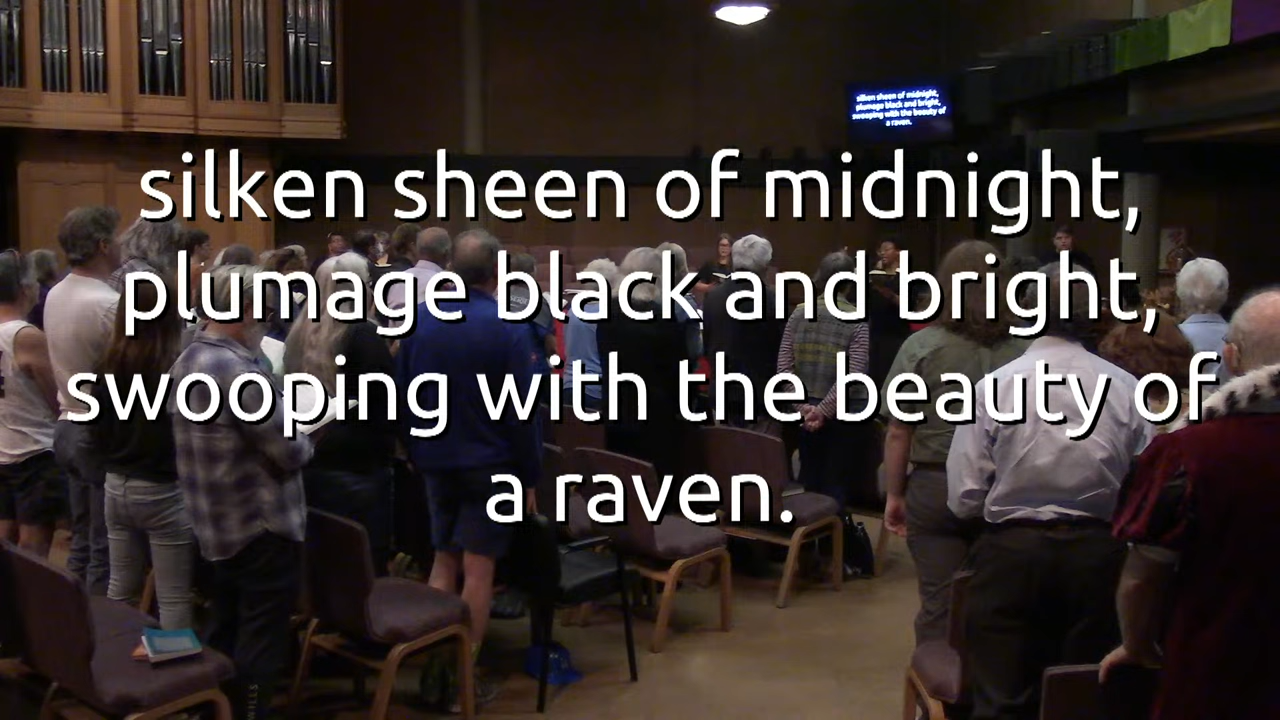 silken sheen of midnight,
plumage black and bright,
swooping with the beauty of
a raven.
silken sheen of midnight,
plumage black and bright,
swooping with the beauty of
a raven.